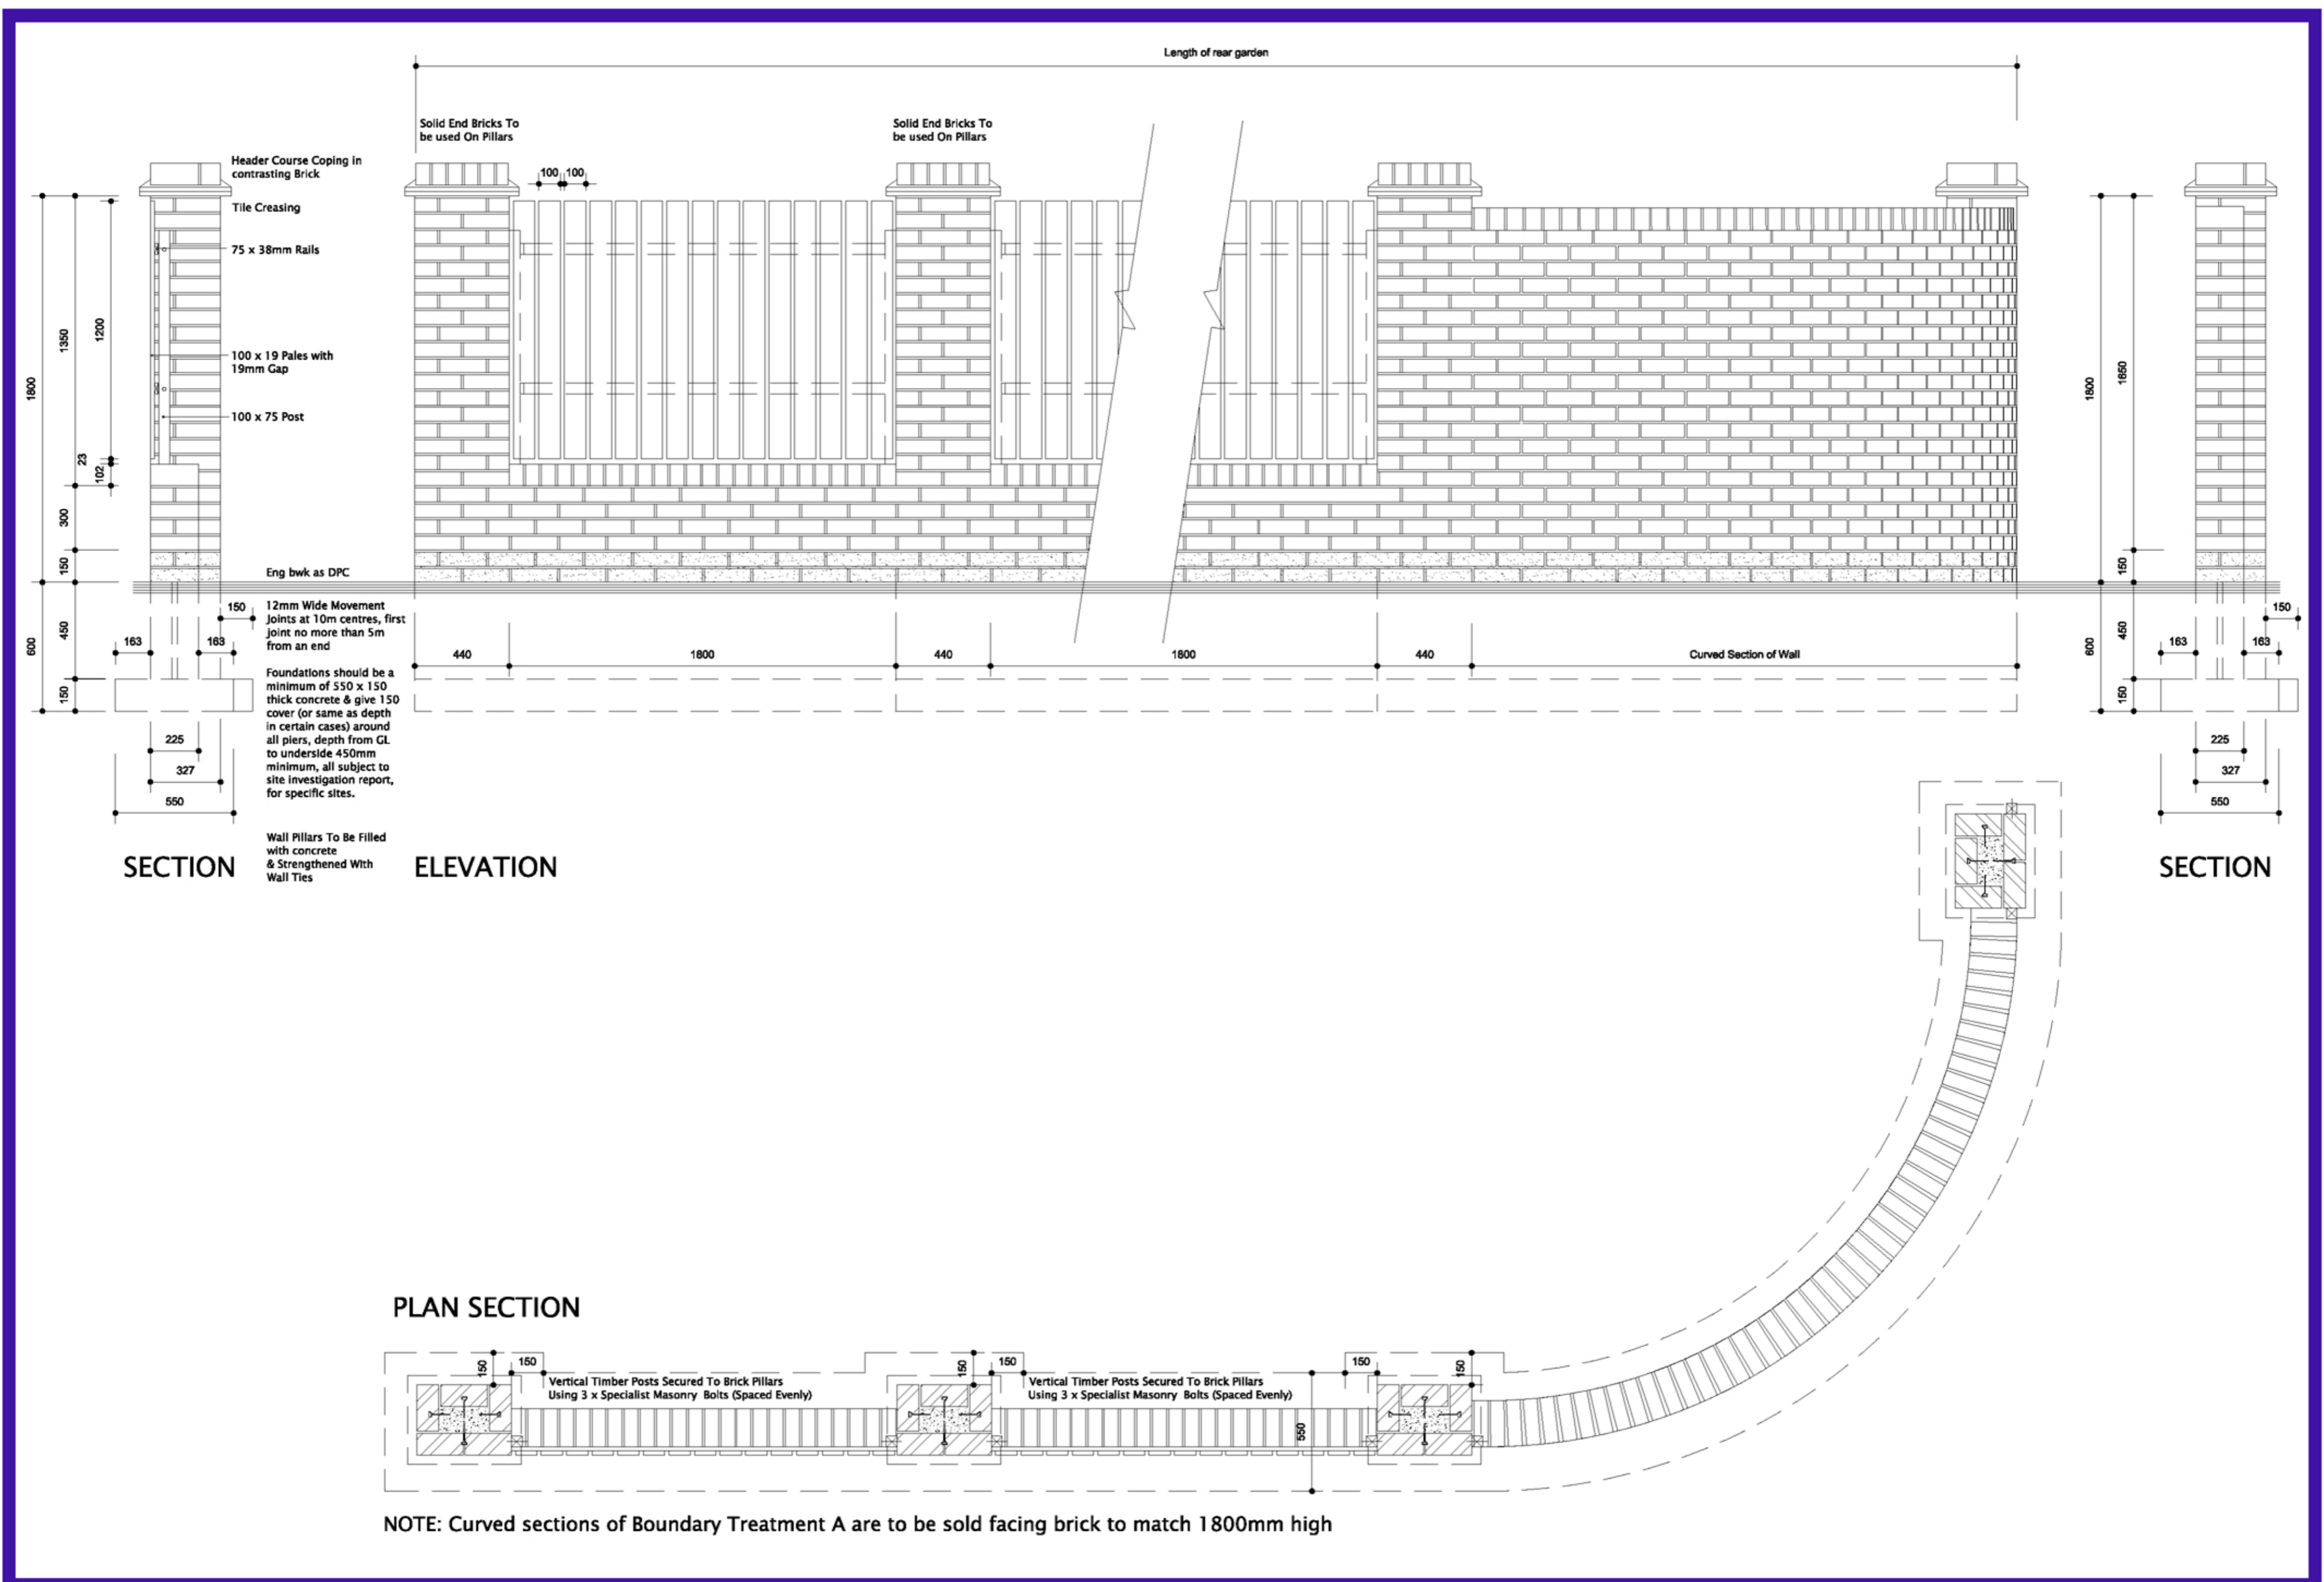 Length of rear garden
Solid End Bricks To
be used On Pillars
Solid End Bricks To
be used On Pillars
Header Course Coping in
contrasting Brick
100
100
Tile Creasing
75 x 38mm Rails
100 x 19 Pales with
19mm Gap
100 x 75 Post
1800
1350
1200
23
102
300
150
1800
1650
150
Eng bwk as DPC
150
163
163
600
450
150
12mm Wide Movement
Joints at 10m centres, first
joint no more than 5m
from an end
440
1800
440
1800
440
Curved Section of Wall
600
450
150
150
163
163
Foundations should be a
minimum of 550 x 150
thick concrete & give 150
cover (or same as depth
in certain cases) around
all piers, depth from GL
to underside 450mm
minimum, all subject to
site investigation report,
for specific sites.
225
327
550
225
327
550
Wall Pillars To Be Filled
with concrete
& Strengthened With
Wall Ties
SECTION
ELEVATION
SECTION
PLAN SECTION
150
150
Vertical Timber Posts Secured To Brick Pillars
Using 3 x Specialist Masonry Bolts (Spaced Evenly)
150
150
Vertical Timber Posts Secured To Brick Pillars
Using 3 x Specialist Masonry Bolts (Spaced Evenly)
150
150
550
NOTE: Curved sections of Boundary Treatment A are to be sold facing brick to match 1800mm high